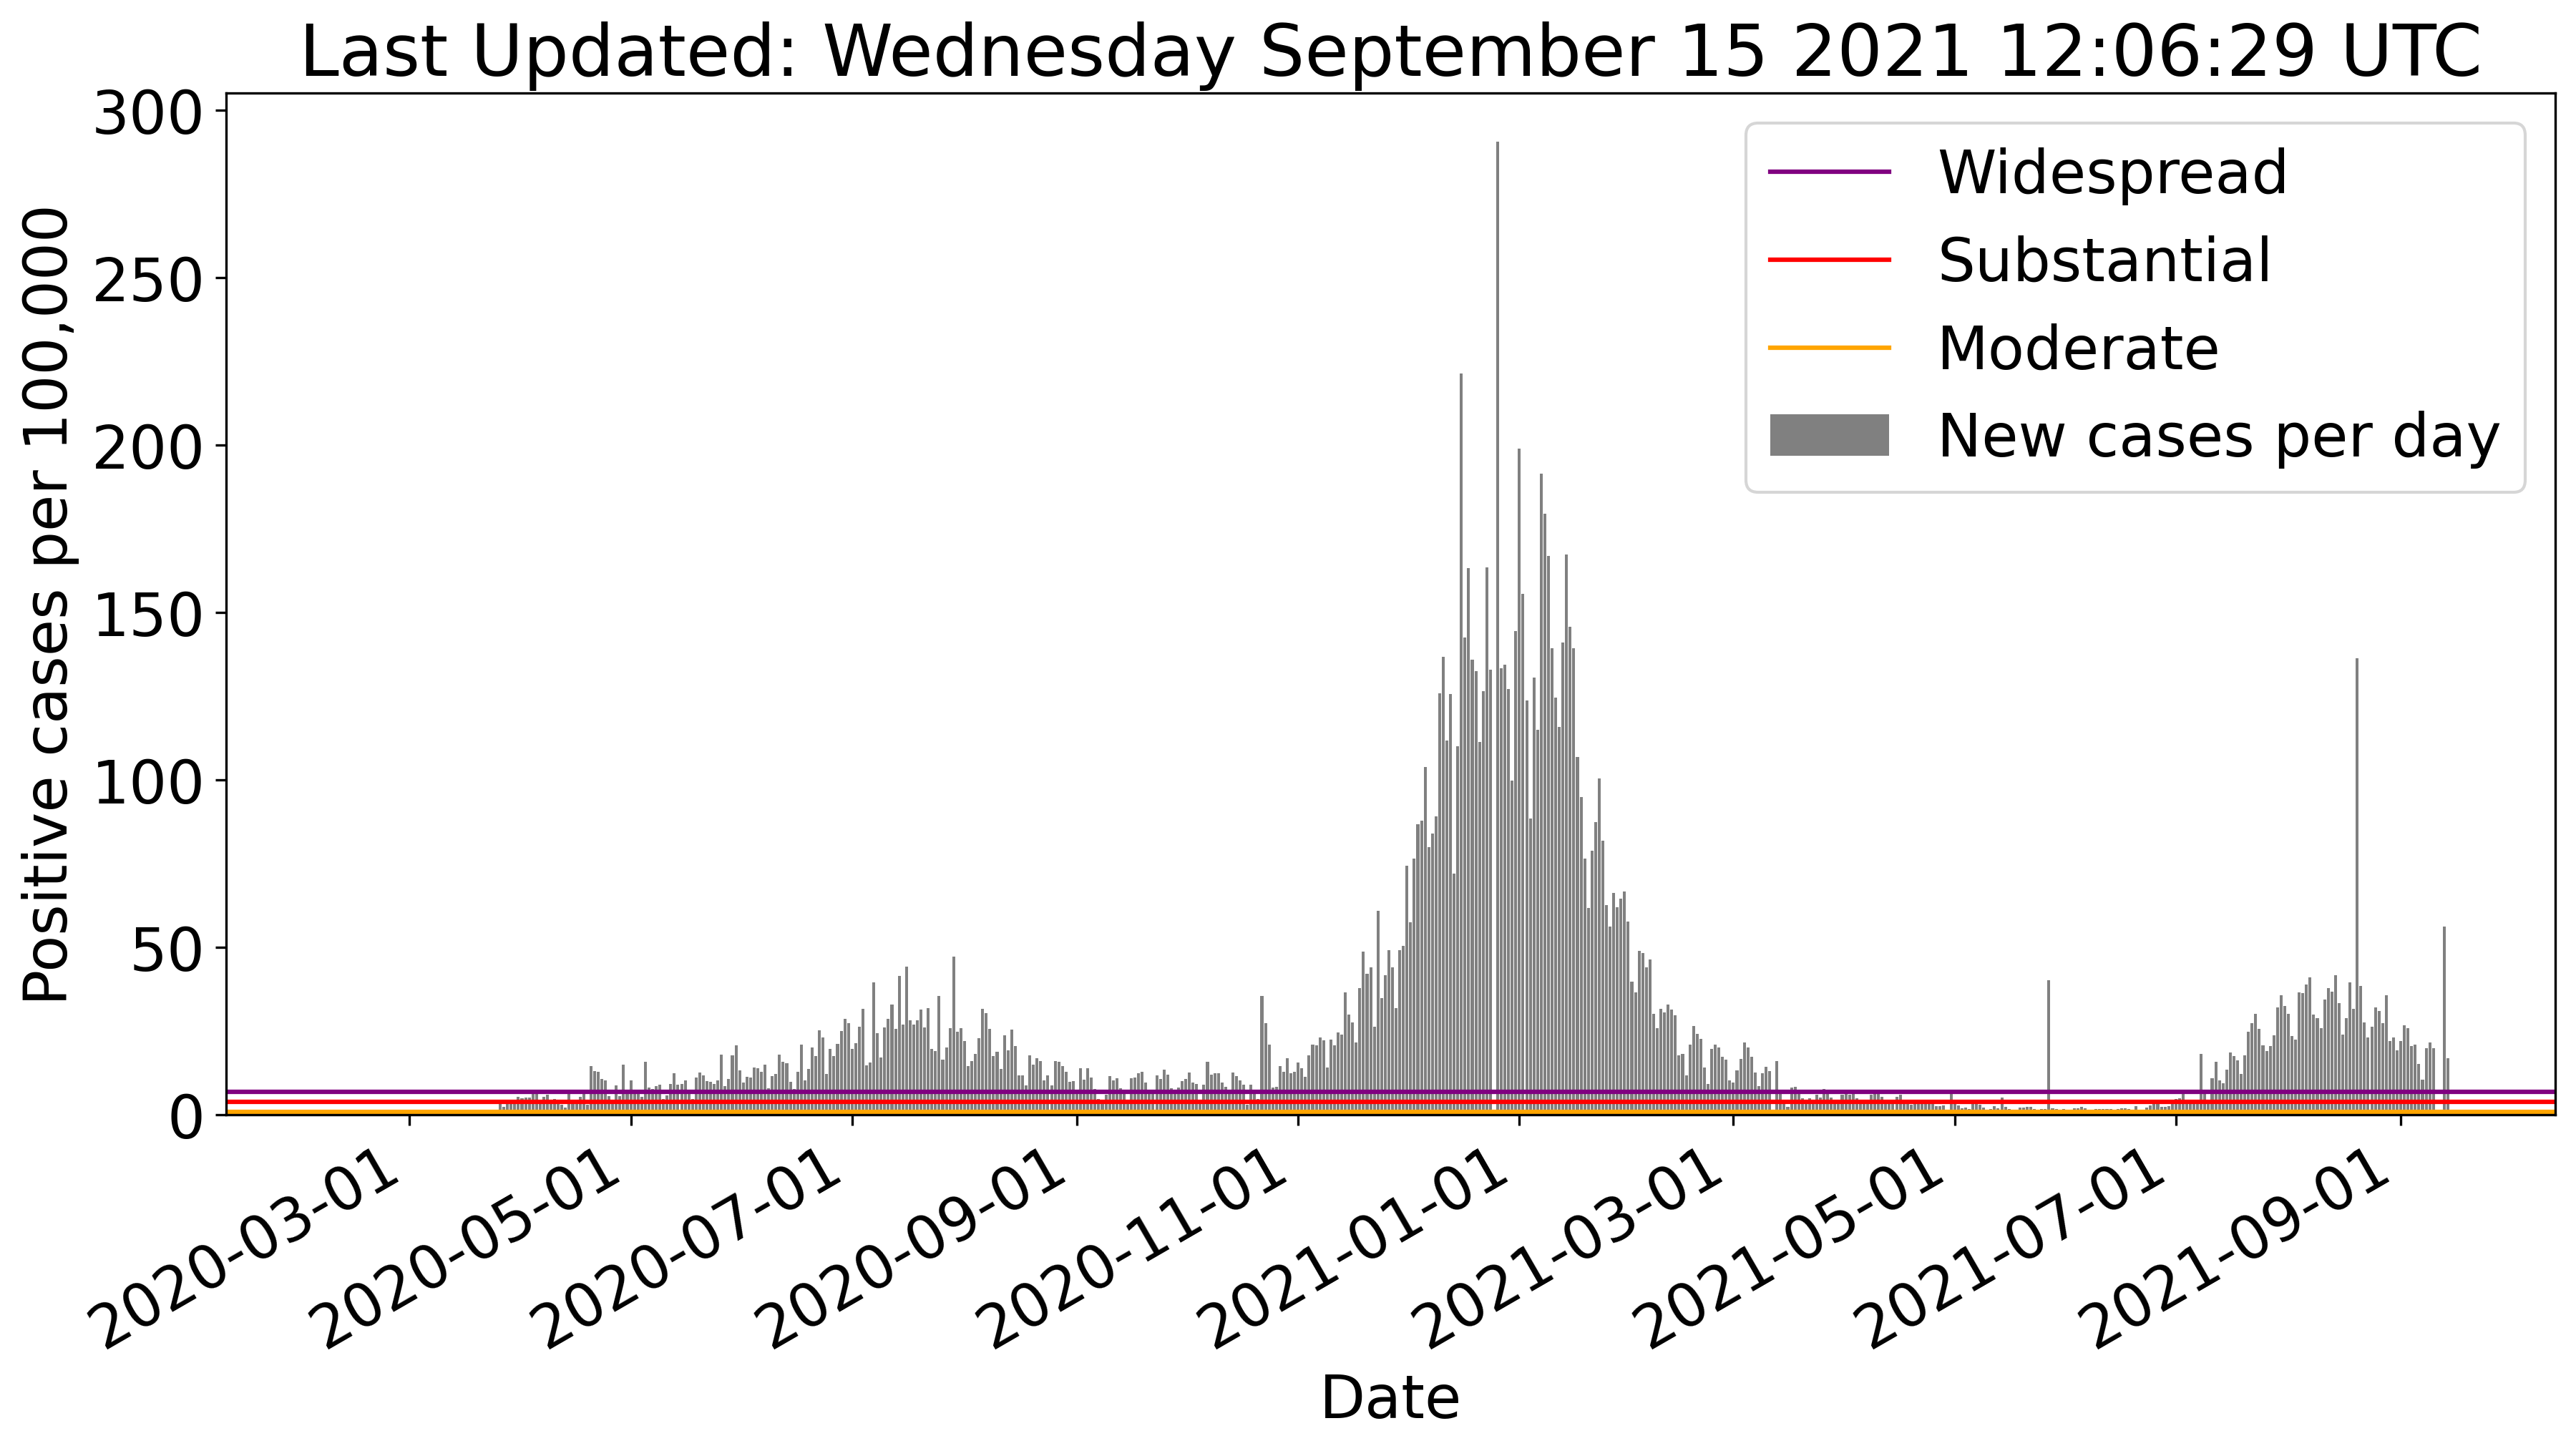 Last Updated: Wednesday September 15 2021 12:06:29 UTC
Positive cases per 100,000
300
250
200
150
100
50
0
Widespread
Substantial
Moderate
New cases per day
2020-03-01
2020-05-01
2020-07-01
2020-09-01
2020-11-01
2021-01-01
2021-03-01
2021-05-01
2021-07-01
2021-09-01
Date